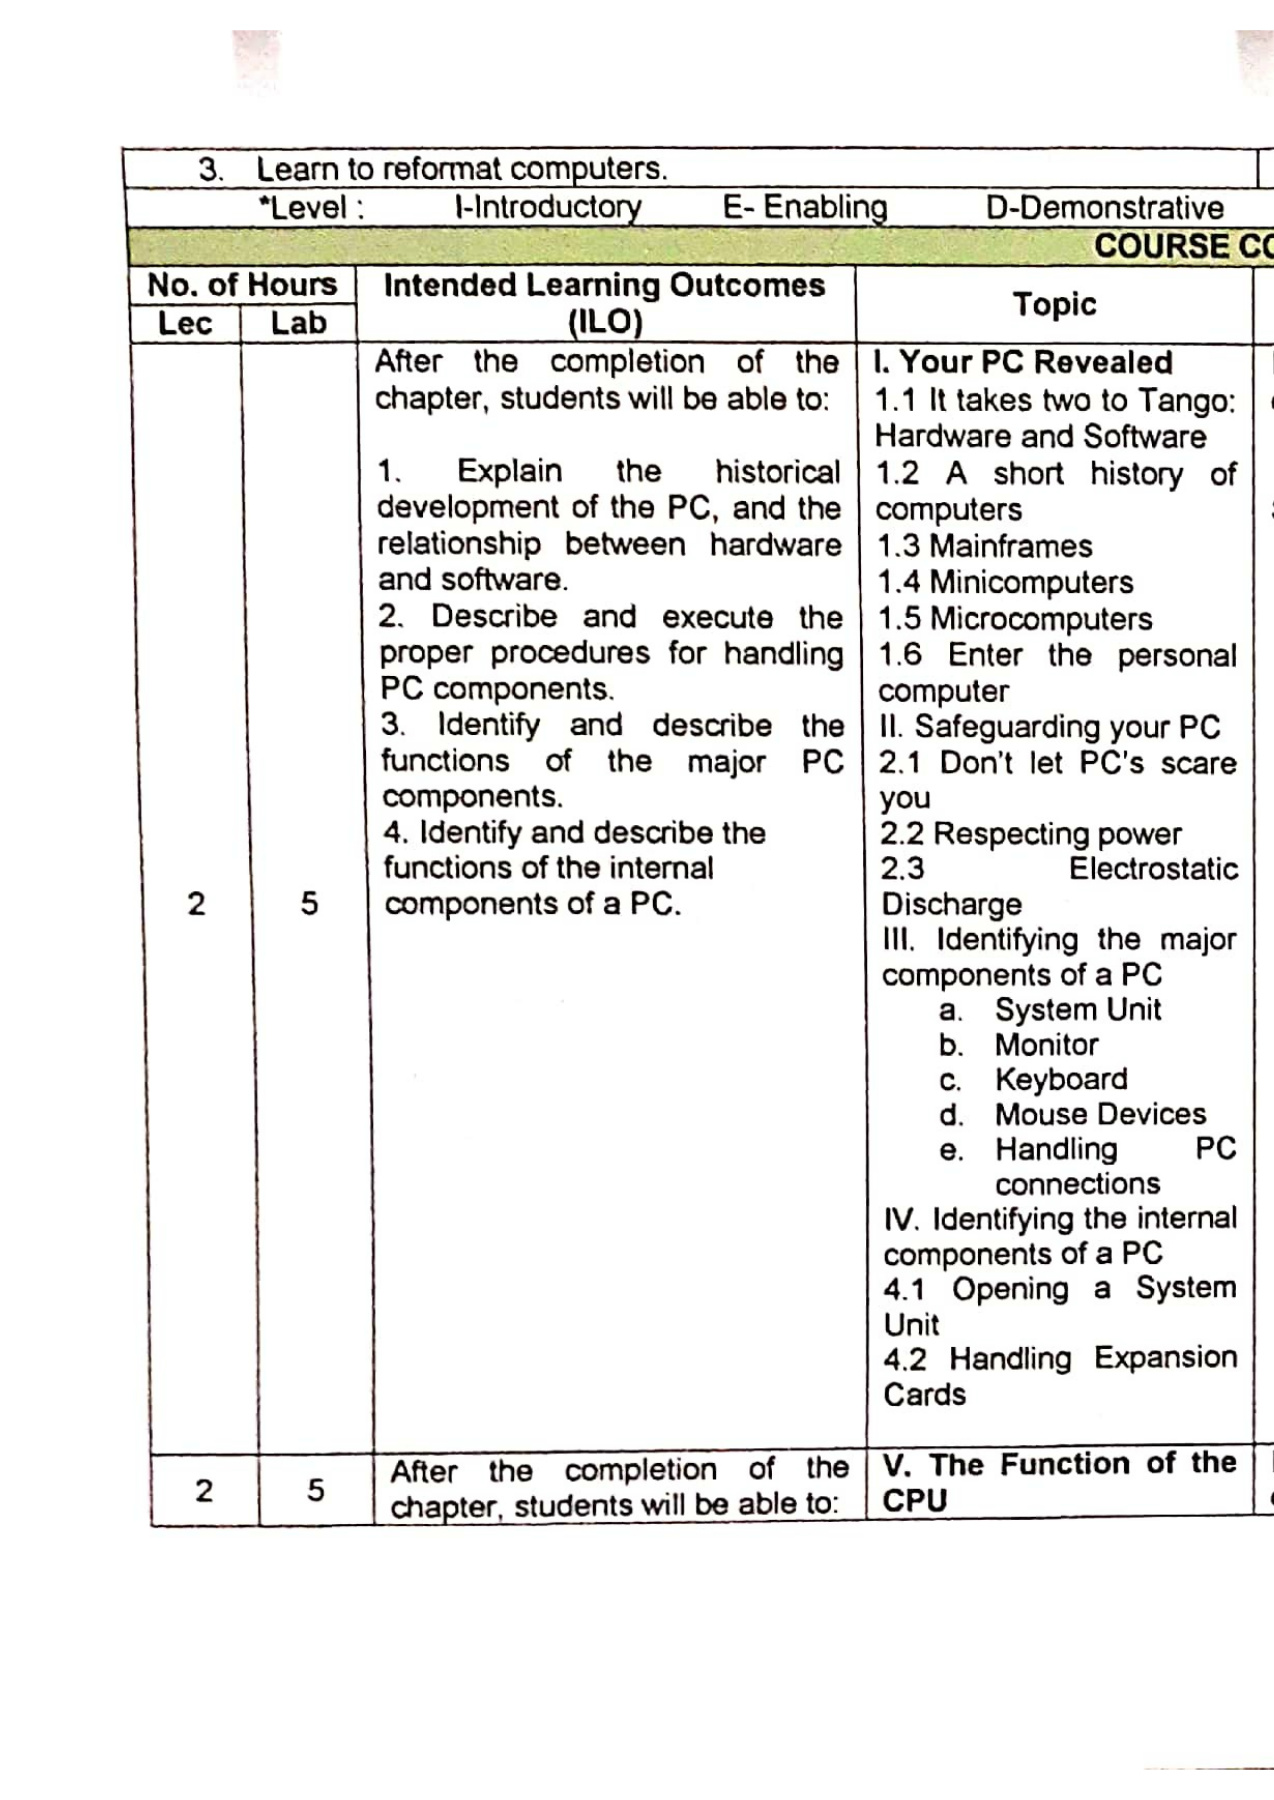 3. Learn to reformat computers.
*Level : I-Introductory E- Enabling D-Demonstrative
COURSE
No. of Hours
Lec Lab
Intended Learning Outcomes
(ILO)
Topic
2 5
After the completion of the
chapter, students will be able to:
1. Explain the historical
development of the PC, and the
relationship between hardware
and software.
2. Describe and execute the
proper procedures for handling
PC components.
3. Identify and describe the
functions of the major PC
components.
4. Identify and describe the
functions of the internal
components of a PC.
I. Your PC Revealed
1.1 It takes two to Tango:
Hardware and Software
1.2 A short history of
computers
1.3 Mainframes
1.4 Minicomputers
1.5 Microcomputers
1.6 Enter the personal
computer
II. Safeguarding your PC
2.1 Don't let PC's scare
you
2.2 Respecting power
2.3 Electrostatic
Discharge
III. Identifying the major
components of a PC
a. System Unit
b. Monitor
c. Keyboard
d. Mouse Devices
e. Handling PC
connections
IV. Identifying the internal
components of a PC
4.1 Opening a System
Unit
4.2 Handling Expansion
Cards
2 5
After the completion of the
chapter, students will be able to:
V. The Function of the
CPU